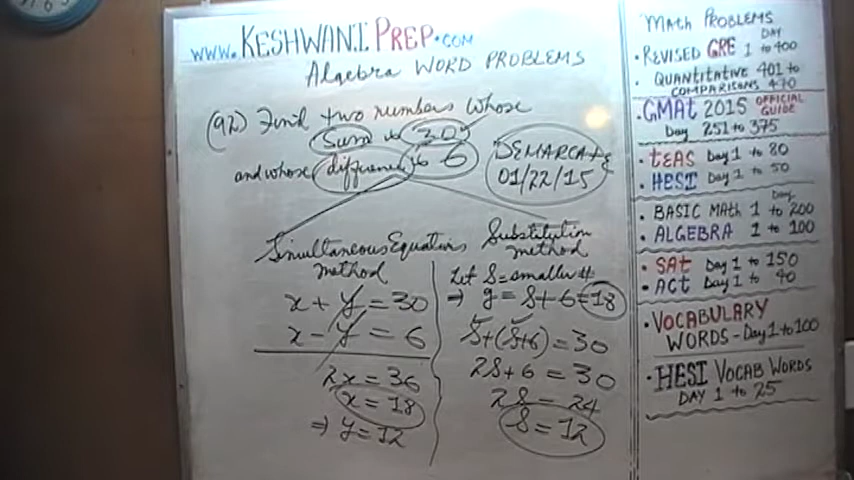 www.KESHWANIPREP.COM
Algebra WORD PROBLEMS
(92) Find two numbers whose
sum is 30,
and whose difference is 6
DEMARCATE
01/22/15
Simultaneous Equations
method
x + y = 30
x - y = 6
2x = 36
x = 18
⇒ y = 12
Substitution
method
Let S = smaller #
⇒ g = S + 6 = 18
S + (S+6) = 30
2S + 6 = 30
2S = 24
S = 12
MATH PROBLEMS
DAY
• REVISED GRE 1 to 400
• QUANTITATIVE 401 to
COMPARISONS 470
• GMAT 2015 OFFICIAL
GUIDE
Day 251 to 375
• TEAS Day 1 to 80
• HESI Day 1 to 50
Day
• BASIC MATH 1 to 200
• ALGEBRA 1 to 100
• SAT Day 1 to 150
• ACT Day 1 to 40
• VOCABULARY
WORDS - Day 1 to 100
• HESI VOCAB WORDS
DAY 1 to 25